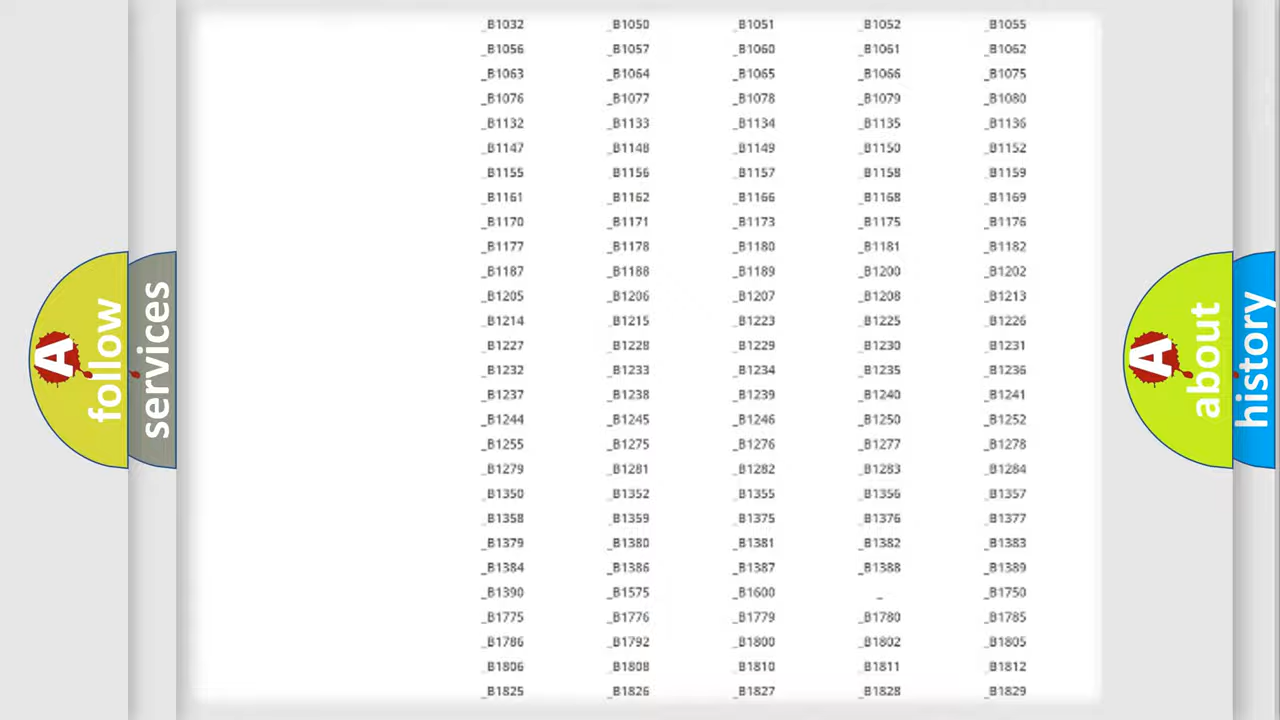 _B1032 _B1050 _B1051 _B1052 _B1055
_B1056 _B1057 _B1060 _B1061 _B1062
_B1063 _B1064 _B1065 _B1066 _B1075
_B1076 _B1077 _B1078 _B1079 _B1080
_B1132 _B1133 _B1134 _B1135 _B1136
_B1147 _B1148 _B1149 _B1150 _B1152
_B1155 _B1156 _B1157 _B1158 _B1159
_B1161 _B1162 _B1166 _B1168 _B1169
_B1170 _B1171 _B1173 _B1175 _B1176
_B1177 _B1178 _B1180 _B1181 _B1182
_B1187 _B1188 _B1189 _B1200 _B1202
_B1205 _B1206 _B1207 _B1208 _B1213
_B1214 _B1215 _B1223 _B1225 _B1226
_B1227 _B1228 _B1229 _B1230 _B1231
_B1232 _B1233 _B1234 _B1235 _B1236
_B1237 _B1238 _B1239 _B1240 _B1241
_B1244 _B1245 _B1246 _B1250 _B1252
_B1255 _B1275 _B1276 _B1277 _B1278
_B1279 _B1281 _B1282 _B1283 _B1284
_B1350 _B1352 _B1355 _B1356 _B1357
_B1358 _B1359 _B1375 _B1376 _B1377
_B1379 _B1380 _B1381 _B1382 _B1383
_B1384 _B1386 _B1387 _B1388 _B1389
_B1390 _B1575 _B1600 _ _B1750
_B1775 _B1776 _B1779 _B1780 _B1785
_B1786 _B1792 _B1800 _B1802 _B1805
_B1806 _B1808 _B1810 _B1811 _B1812
_B1825 _B1826 _B1827 _B1828 _B1829
A
follow
services
A
about
history